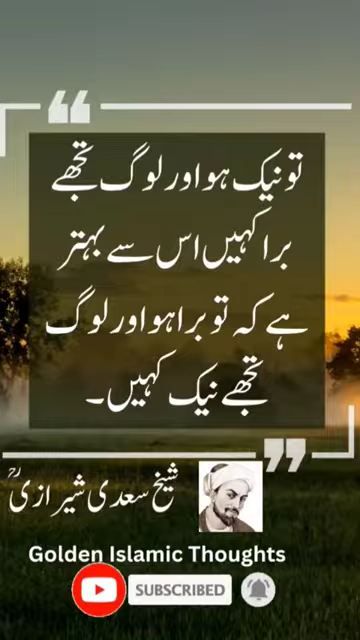 تو نیک ہو اور لوگ تجھے
برا کہیں اس سے بہتر
ہے کہ تو برا ہو اور لوگ
تجھے نیک کہیں۔
شیخ سعدی شیرازیؒ
Golden Islamic Thoughts
SUBSCRIBED